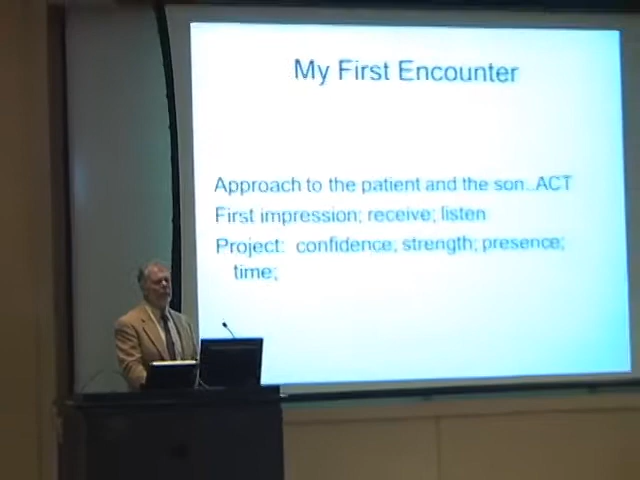 My First Encounter
Approach to the patient and the son...ACT
First impression; receive; listen
Project: confidence; strength; presence;
time;